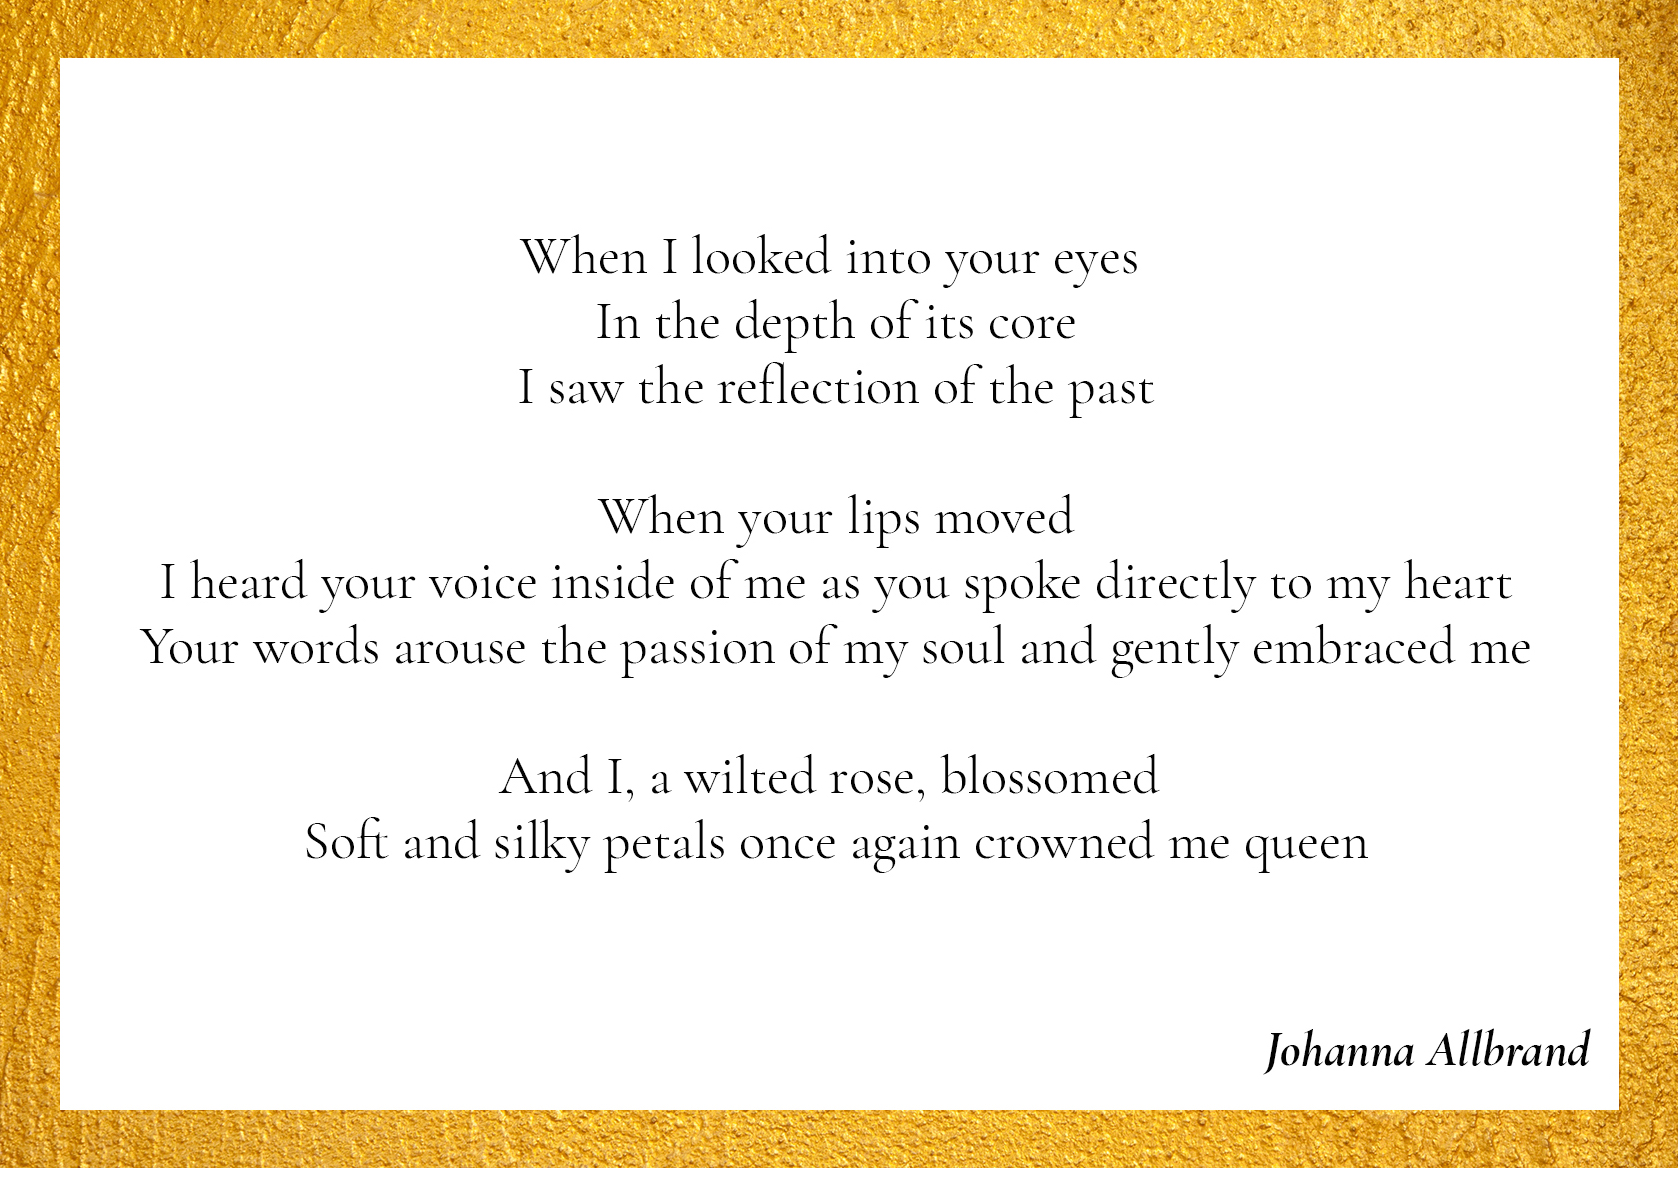 When I looked into your eyes
In the depth of its core
I saw the reflection of the past
When your lips moved
I heard your voice inside of me as you spoke directly to my heart
Your words arouse the passion of my soul and gently embraced me
And I, a wilted rose, blossomed
Soft and silky petals once again crowned me queen
Johanna Allbrand